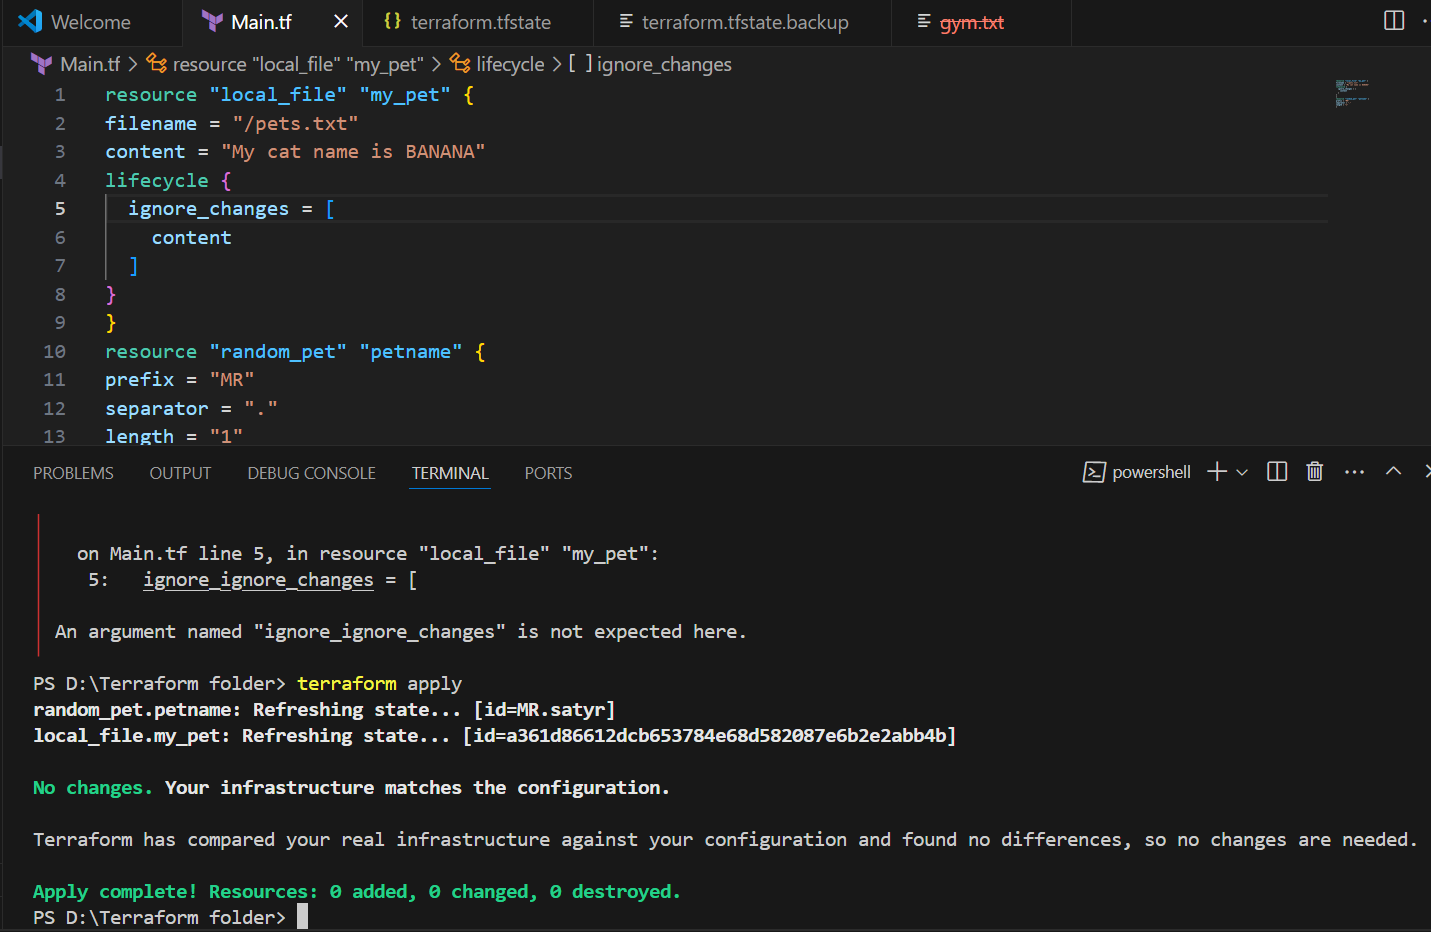 Welcome
Main.tf
terraform.tfstate
terraform.tfstate.backup
gym.txt
Main.tf > resource "local_file" "my_pet" > lifecycle > [ ] ignore_changes
1 resource "local_file" "my_pet" {
2 filename = "/pets.txt"
3 content = "My cat name is BANANA"
4 lifecycle {
5 ignore_changes = [
6 content
7 ]
8 }
9 }
10 resource "random_pet" "petname" {
11 prefix = "MR"
12 separator = "."
13 length = "1"
PROBLEMS OUTPUT DEBUG CONSOLE TERMINAL PORTS
powershell
on Main.tf line 5, in resource "local_file" "my_pet":
5: ignore_ignore_changes = [
An argument named "ignore_ignore_changes" is not expected here.
PS D:\Terraform folder> terraform apply
random_pet.petname: Refreshing state... [id=MR.satyr]
local_file.my_pet: Refreshing state... [id=a361d86612dcb653784e68d582087e6b2e2abb4b]
No changes. Your infrastructure matches the configuration.
Terraform has compared your real infrastructure against your configuration and found no differences, so no changes are needed.
Apply complete! Resources: 0 added, 0 changed, 0 destroyed.
PS D:\Terraform folder>